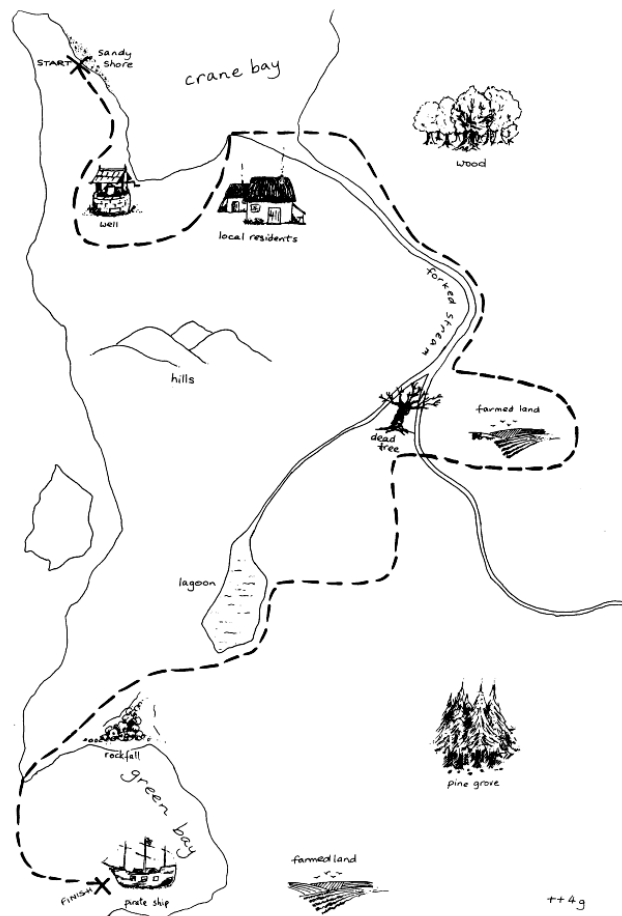 sandy
shore
START
crane bay
wood
well
local residents
forked stream
hills
farmed land
dead
tree
lagoon
rockfall
pine grove
green bay
farmed land
FINISH
pirate ship
++4g